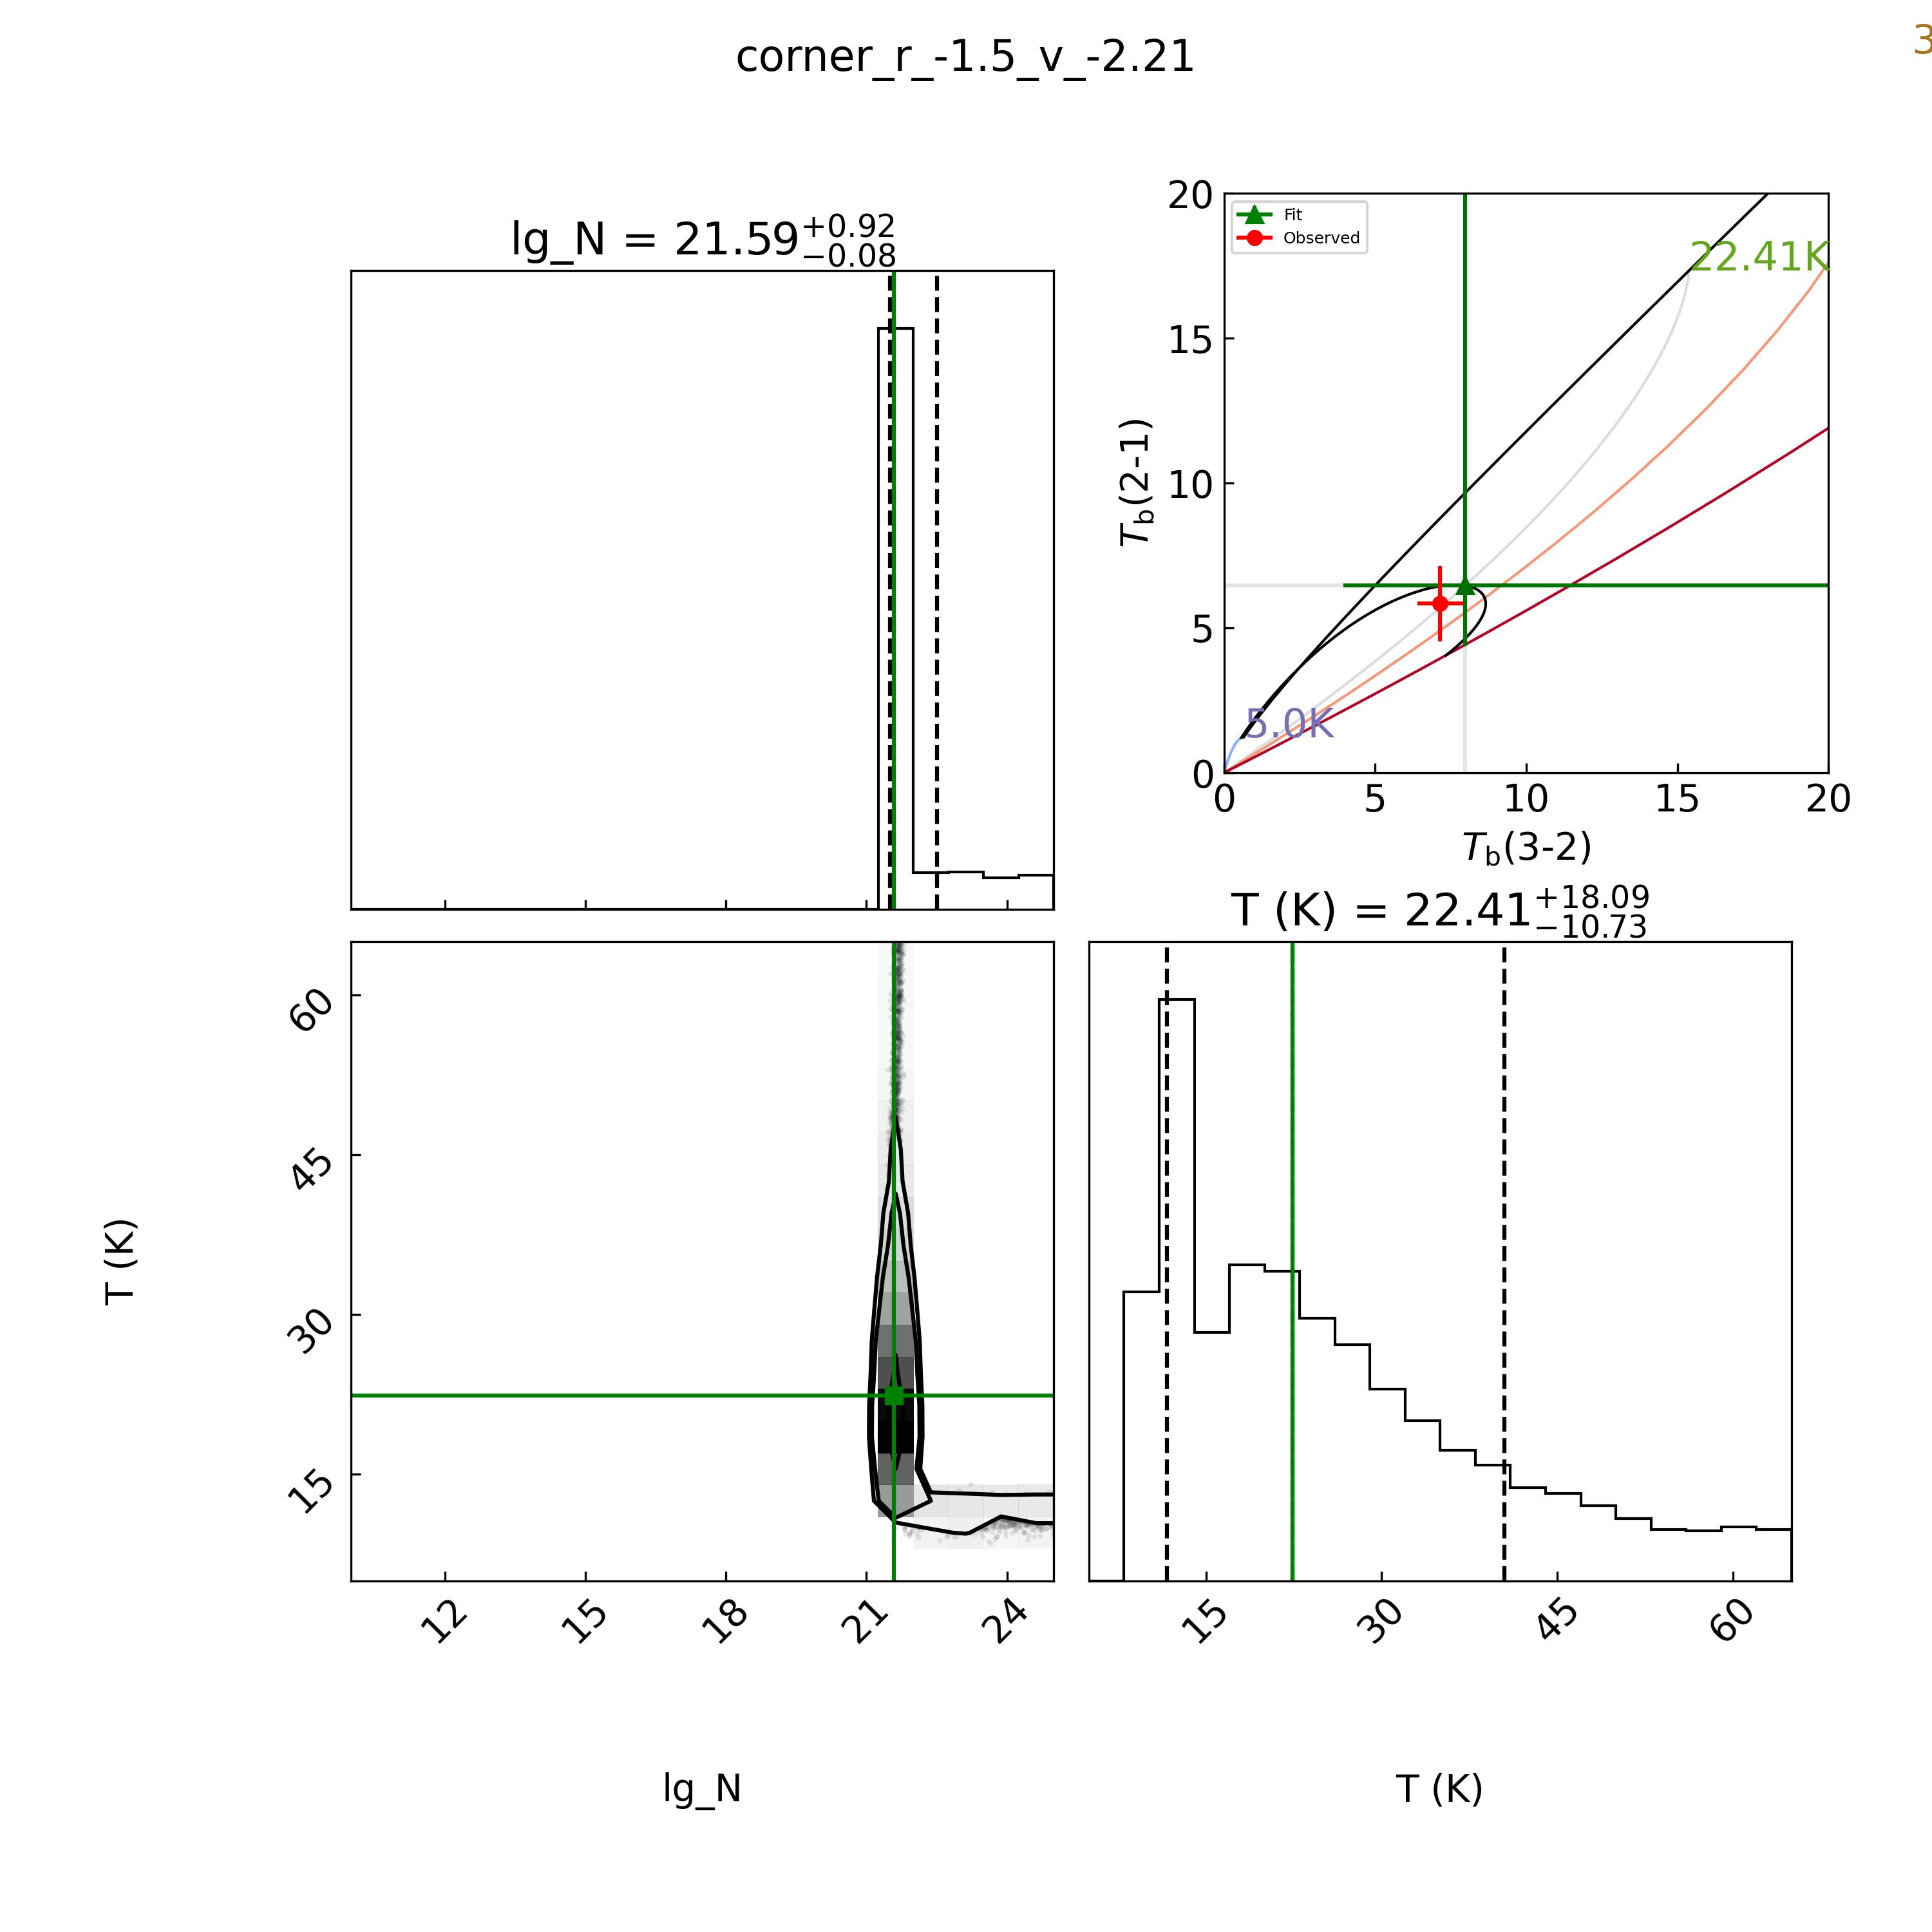 3
corner_r_-1.5_v_-2.21
lg_N = 21.59 +0.92 −0.08
20
15
10
5
0
Fit
Observed
22.41K
5.0K
T_b(2-1)
0 5 10 15 20
T_b(3-2)
T (K) = 22.41 +18.09 −10.73
60
45
30
15
T (K)
12 15 18 21 24
15 30 45 60
lg_N
T (K)